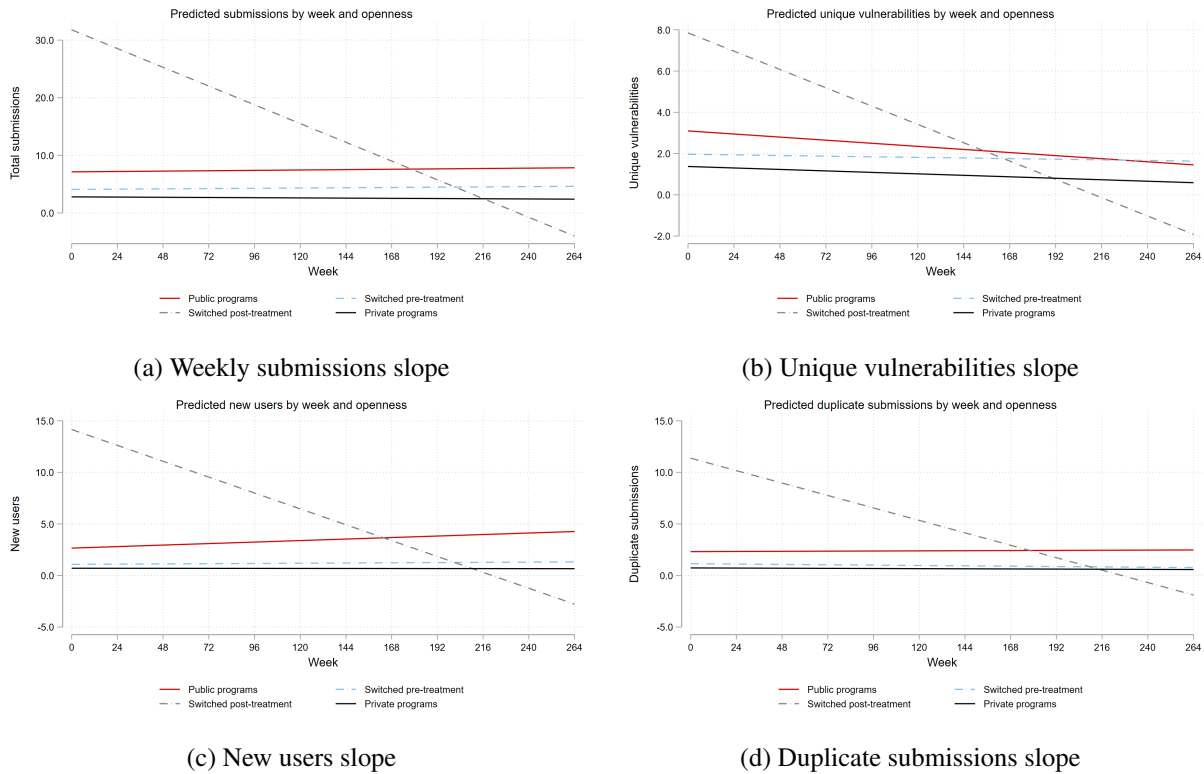 Predicted submissions by week and openness
Total submissions
30.0
20.0
10.0
0.0
0 24 48 72 96 120 144 168 192 216 240 264
Week
Public programs Switched pre-treatment
Switched post-treatment Private programs
(a) Weekly submissions slope
Predicted unique vulnerabilities by week and openness
Unique vulnerabilities
8.0
6.0
4.0
2.0
0.0
-2.0
0 24 48 72 96 120 144 168 192 216 240 264
Week
Public programs Switched pre-treatment
Switched post-treatment Private programs
(b) Unique vulnerabilities slope
Predicted new users by week and openness
New users
15.0
10.0
5.0
0.0
-5.0
0 24 48 72 96 120 144 168 192 216 240 264
Week
Public programs Switched pre-treatment
Switched post-treatment Private programs
(c) New users slope
Predicted duplicate submissions by week and openness
Duplicate submissions
15.0
10.0
5.0
0.0
-5.0
0 24 48 72 96 120 144 168 192 216 240 264
Week
Public programs Switched pre-treatment
Switched post-treatment Private programs
(d) Duplicate submissions slope